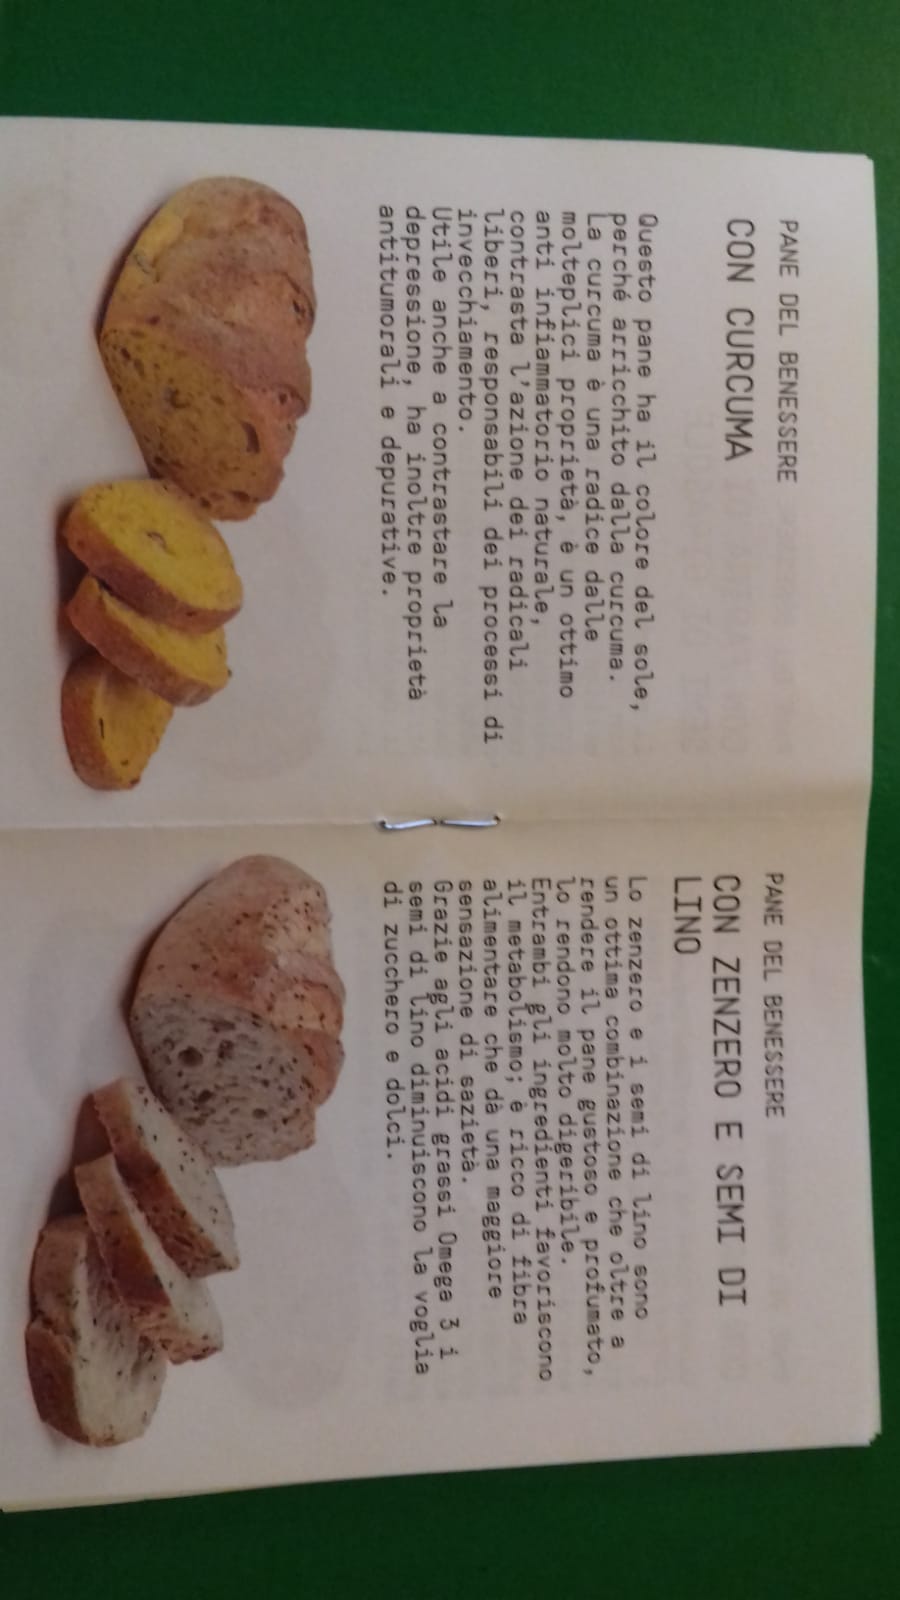 PANE DEL BENESSERE
CON CURCUMA
Questo pane ha il colore del sole,
perché arricchito dalla curcuma.
La curcuma è una radice dalle
molteplici proprietà, è un ottimo
anti infiammatorio naturale,
contrasta l'azione dei radicali
liberi, responsabili dei processi di
invecchiamento.
Utile anche a contrastare la
depressione, ha inoltre proprietà
antitumorali e depurative.
PANE DEL BENESSERE
CON ZENZERO E SEMI DI
LINO
Lo zenzero e i semi di lino sono
un ottima combinazione che oltre a
rendere il pane gustoso e profumato,
lo rendono molto digeribile.
Entrambi gli ingredienti favoriscono
il metabolismo; è ricco di fibra
alimentare che dà una maggiore
sensazione di sazietà.
Grazie agli acidi grassi Omega 3 i
semi di lino diminuiscono la voglia
di zucchero e dolci.